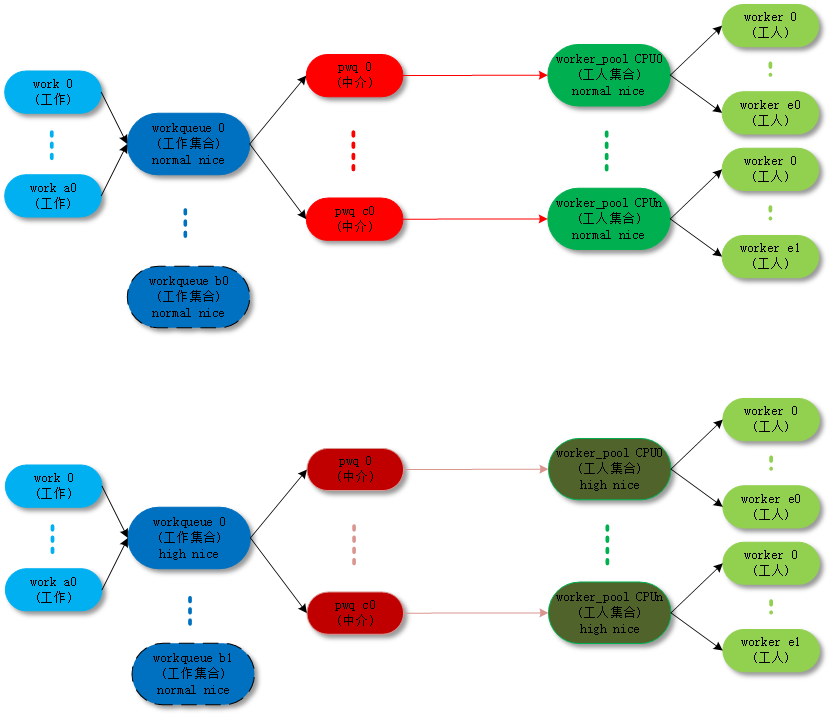 work 0
(工作)
work a0
(工作)
workqueue 0
(工作集合)
normal nice
workqueue b0
(工作集合)
normal nice
pwq 0
(中介)
pwq c0
(中介)
worker_pool CPU0
(工人集合)
normal nice
worker_pool CPUn
(工人集合)
normal nice
worker 0
(工人)
worker e0
(工人)
worker 0
(工人)
worker e1
(工人)
work 0
(工作)
work a0
(工作)
workqueue 0
(工作集合)
high nice
workqueue b1
(工作集合)
normal nice
pwq 0
(中介)
pwq c0
(中介)
worker_pool CPU0
(工人集合)
high nice
worker_pool CPUn
(工人集合)
high nice
worker 0
(工人)
worker e0
(工人)
worker 0
(工人)
worker e1
(工人)